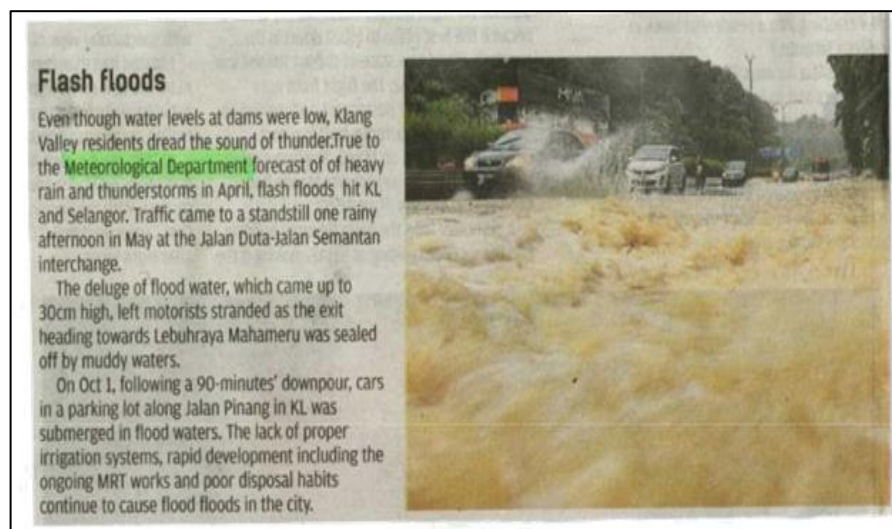 Flash floods
Even though water levels at dams were low, Klang
Valley residents dread the sound of thunder.True to
the Meteorological Department forecast of of heavy
rain and thunderstorms in April, flash floods hit KL
and Selangor. Traffic came to a standstill one rainy
afternoon in May at the Jalan Duta-Jalan Semantan
interchange.
The deluge of flood water, which came up to
30cm high, left motorists stranded as the exit
heading towards Lebuhraya Mahameru was sealed
off by muddy waters.
On Oct 1, following a 90-minutes' downpour, cars
in a parking lot along Jalan Pinang in KL was
submerged in flood waters. The lack of proper
irrigation systems, rapid development including the
ongoing MRT works and poor disposal habits
continue to cause flood floods in the city.